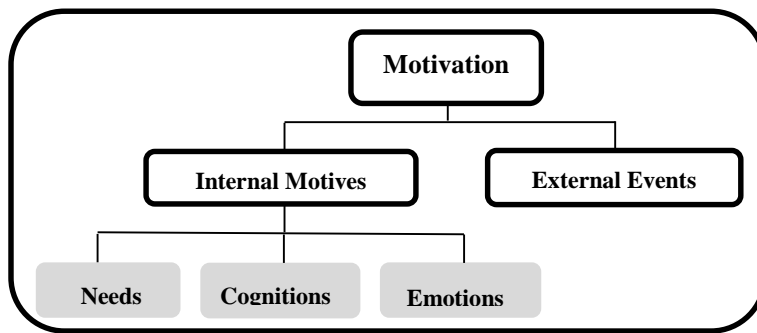 Motivation
Internal Motives
External Events
Needs
Cognitions
Emotions